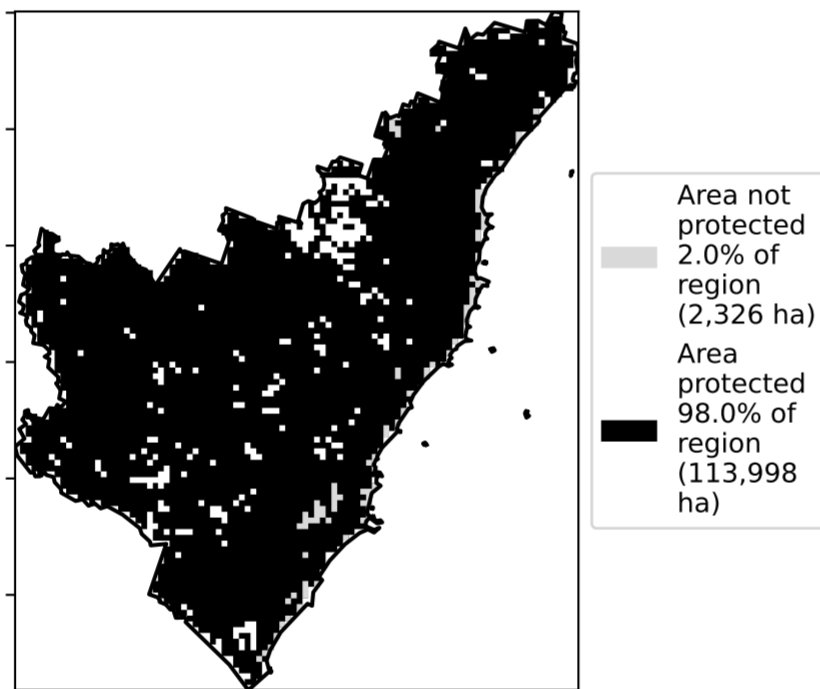 Area not
protected
2.0% of
region
(2,326 ha)
Area
protected
98.0% of
region
(113,998
ha)